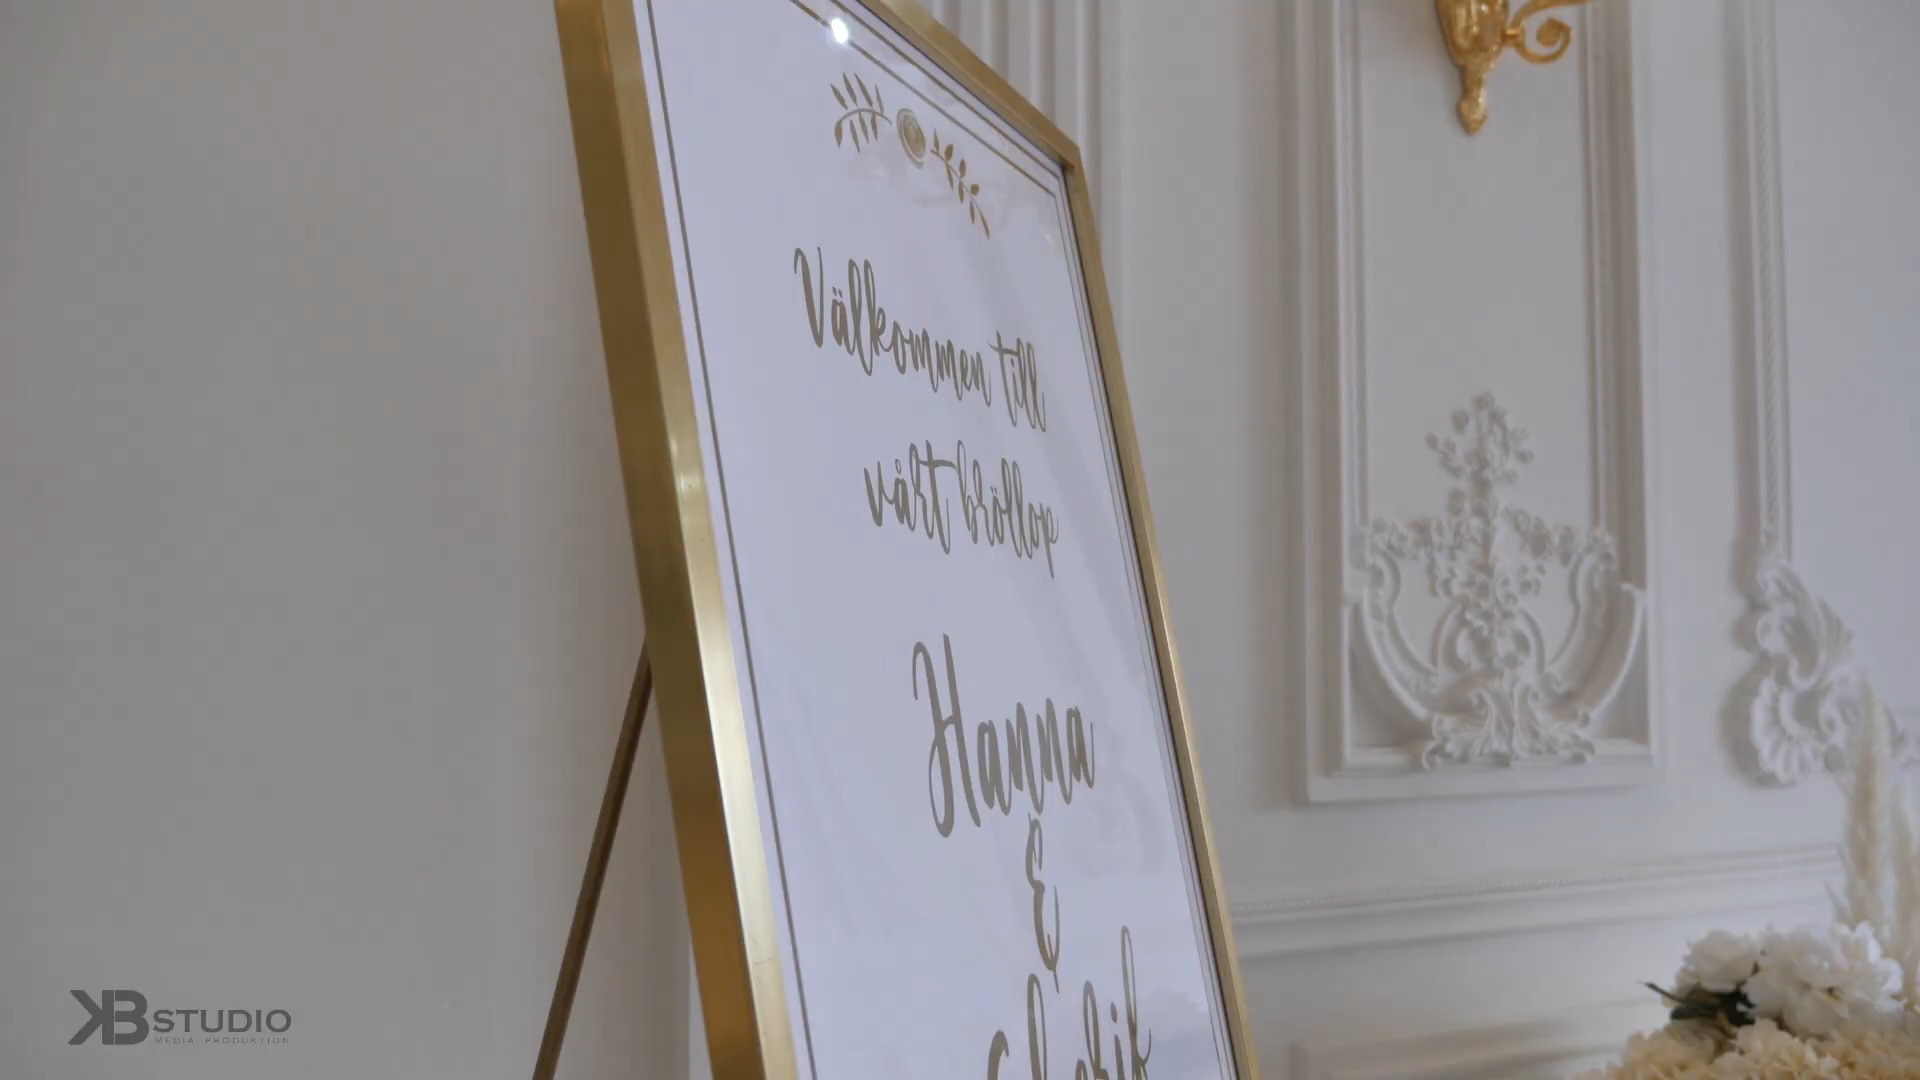 Välkommen till
vårt bröllop
Hanna
&
KB STUDIO
MEDIA PRODUKTION